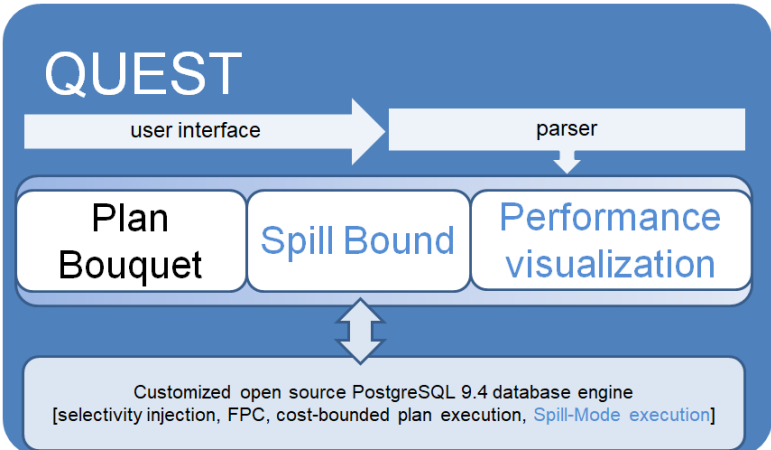 QUEST
user interface
parser
Plan
Bouquet
Spill Bound
Performance
visualization
Customized open source PostgreSQL 9.4 database engine
[selectivity injection, FPC, cost-bounded plan execution, Spill-Mode execution]